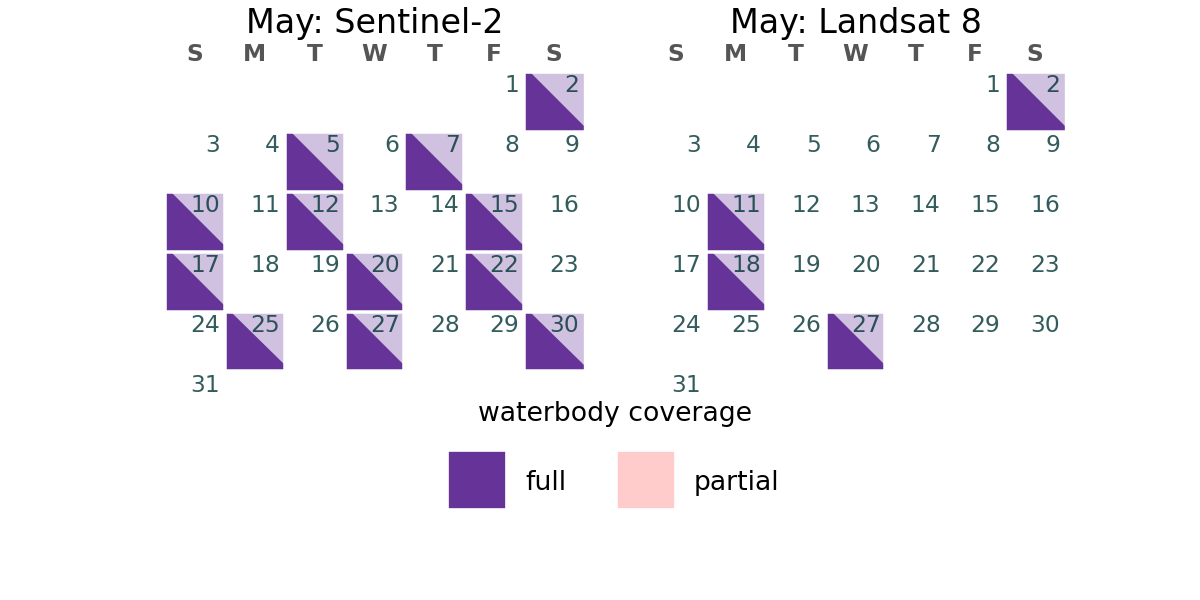 May: Sentinel-2
S M T W T F S
1 2
3 4 5 6 7 8 9
10 11 12 13 14 15 16
17 18 19 20 21 22 23
24 25 26 27 28 29 30
31
May: Landsat 8
S M T W T F S
1 2
3 4 5 6 7 8 9
10 11 12 13 14 15 16
17 18 19 20 21 22 23
24 25 26 27 28 29 30
31
waterbody coverage
full
partial